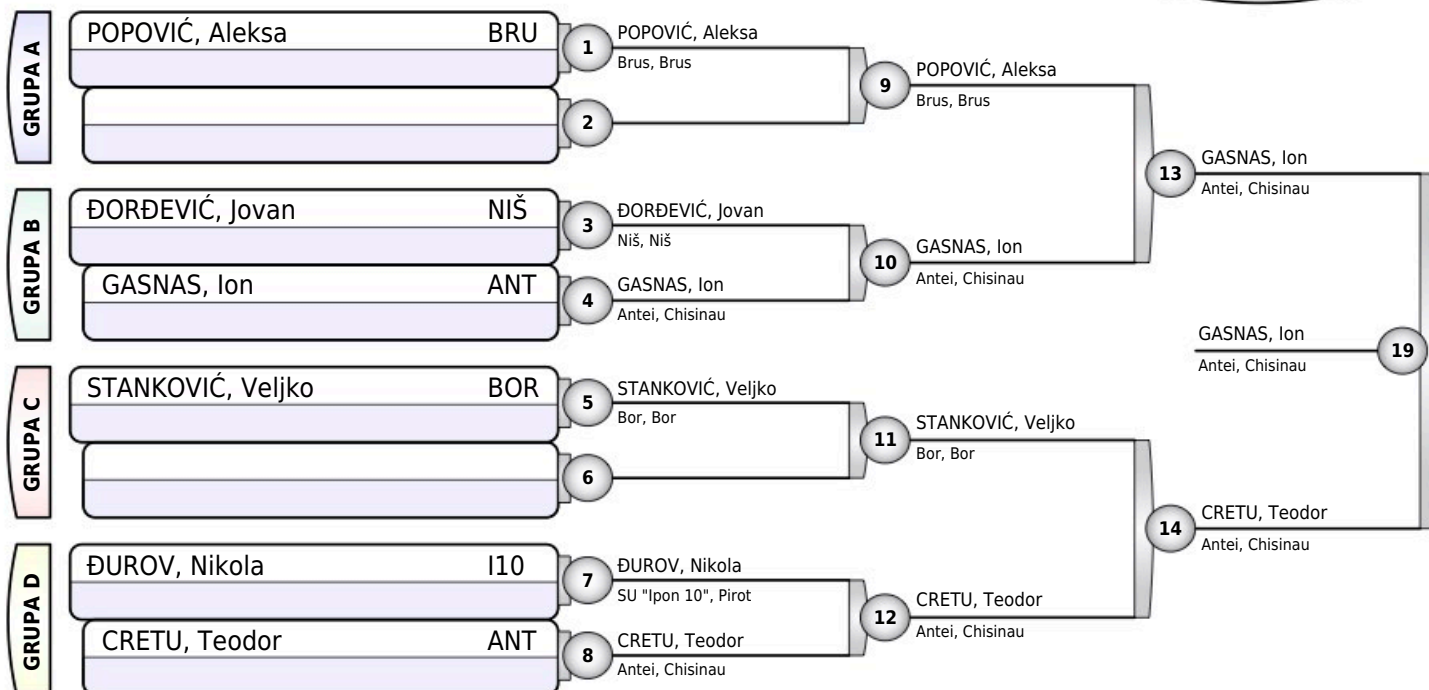 GRUPA A
POPOVIĆ, Aleksa BRU
1
POPOVIĆ, Aleksa
Brus, Brus
2
9
POPOVIĆ, Aleksa
Brus, Brus
GRUPA B
ĐORĐEVIĆ, Jovan NIŠ
3
ĐORĐEVIĆ, Jovan
Niš, Niš
GASNAS, Ion ANT
4
GASNAS, Ion
Antei, Chisinau
10
GASNAS, Ion
Antei, Chisinau
13
GASNAS, Ion
Antei, Chisinau
GASNAS, Ion
Antei, Chisinau
19
GRUPA C
STANKOVIĆ, Veljko BOR
5
STANKOVIĆ, Veljko
Bor, Bor
6
11
STANKOVIĆ, Veljko
Bor, Bor
GRUPA D
ĐUROV, Nikola I10
7
ĐUROV, Nikola
SU "Ipon 10", Pirot
CRETU, Teodor ANT
8
CRETU, Teodor
Antei, Chisinau
12
CRETU, Teodor
Antei, Chisinau
14
CRETU, Teodor
Antei, Chisinau